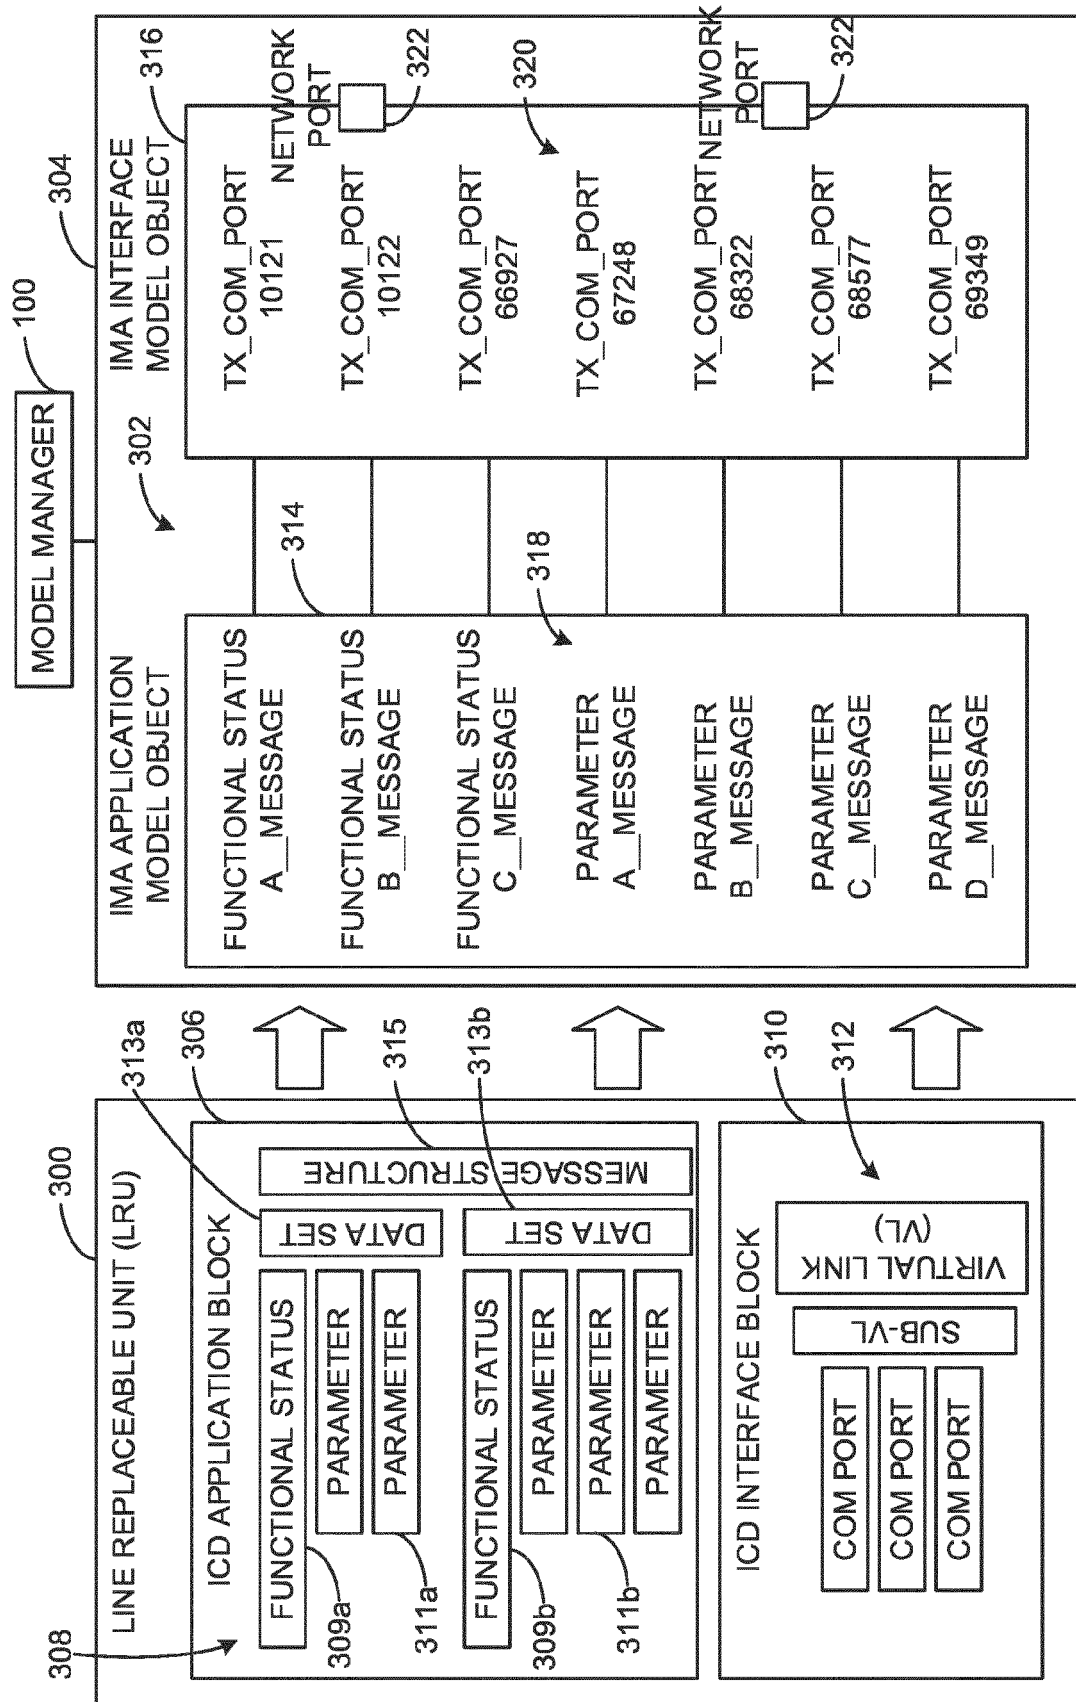 100
MODEL MANAGER
300
LINE REPLACEABLE UNIT (LRU)
308
ICD APPLICATION BLOCK
306
313a
FUNCTIONAL STATUS
309a
PARAMETER
PARAMETER
311a
DATA SET
MESSAGE STRUCTURE
315
FUNCTIONAL STATUS
309b
PARAMETER
PARAMETER
311b
PARAMETER
DATA SET
313b
ICD INTERFACE BLOCK
310
COM PORT
COM PORT
COM PORT
SUB-VL
VIRTUAL LINK
(VL)
312
302
304
IMA APPLICATION
MODEL OBJECT
314
FUNCTIONAL STATUS
A__MESSAGE
FUNCTIONAL STATUS
B__MESSAGE
FUNCTIONAL STATUS
C__MESSAGE
318
PARAMETER
A__MESSAGE
PARAMETER
B__MESSAGE
PARAMETER
C__MESSAGE
PARAMETER
D__MESSAGE
IMA INTERFACE
MODEL OBJECT
316
TX_COM_PORT
10121
TX_COM_PORT
10122
TX_COM_PORT
66927
TX_COM_PORT
67248
TX_COM_PORT
68322
TX_COM_PORT
68577
TX_COM_PORT
69349
NETWORK
PORT
322
320
NETWORK
PORT
322